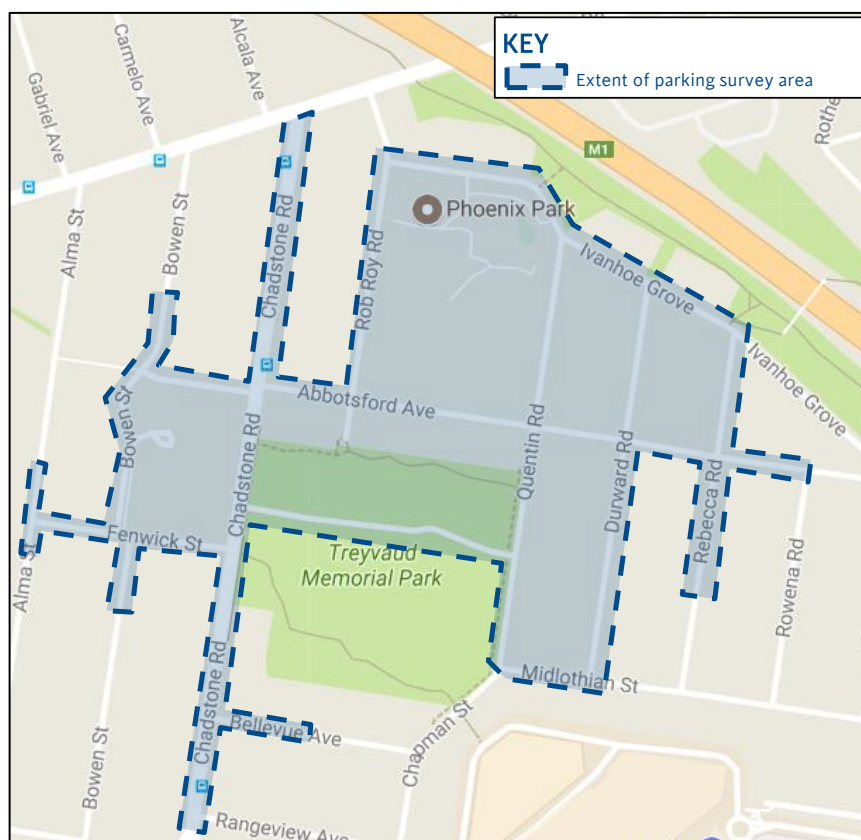 KEY
Extent of parking survey area
Gabriel Ave
Carmelo Ave
Alcala Ave
M1
Alma St
Bowen St
Chadstone Rd
Rob Roy Rd
Phoenix Park
Ivanhoe Grove
Ivanhoe Grove
Bowen St
Abbotsford Ave
Chadstone Rd
Quentin Rd
Durward Rd
Rebecca Rd
Rowena Rd
Fenwick St
Alma St
Treyvaud
Memorial Park
Midlothian St
Chadstone Rd
Bellevue Ave
Chapman St
Bowen St
Rangeview Ave